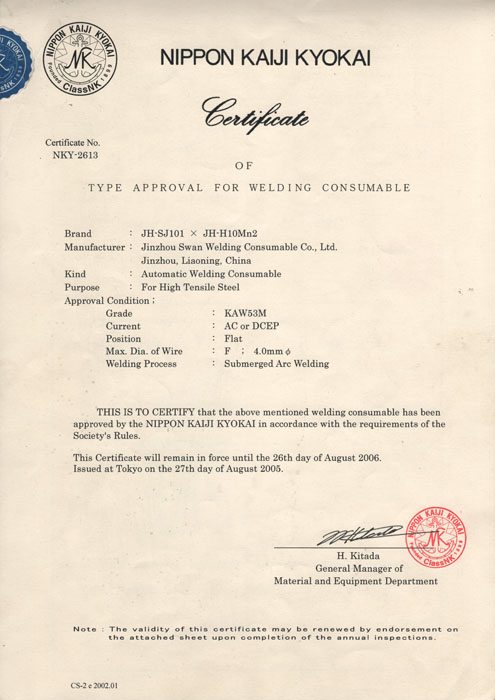 NIPPON KAIJI KYOKAI
NK
Founded 1899
ClassNK
NIPPON KAIJI KYOKAI
Certificate
Certificate No.
NKY-2613
OF
TYPE APPROVAL FOR WELDING CONSUMABLE
Brand : JH-SJ101 × JH-H10Mn2
Manufacturer : Jinzhou Swan Welding Consumable Co., Ltd.
Jinzhou, Liaoning, China
Kind : Automatic Welding Consumable
Purpose : For High Tensile Steel
Approval Condition ;
Grade : KAW53M
Current : AC or DCEP
Position : Flat
Max. Dia. of Wire : F ; 4.0mm φ
Welding Process : Submerged Arc Welding
THIS IS TO CERTIFY that the above mentioned welding consumable has been
approved by the NIPPON KAIJI KYOKAI in accordance with the requirements of the
Society's Rules.
This Certificate will remain in force until the 26th day of August 2006.
Issued at Tokyo on the 27th day of August 2005.
NIPPON KAIJI KYOKAI
NK
ClassNK
H. Kitada
General Manager of
Material and Equipment Department
Note : The validity of this certificate may be renewed by endorsement on
the attached sheet upon completion of the annual inspections.
CS-2 e 2002.01